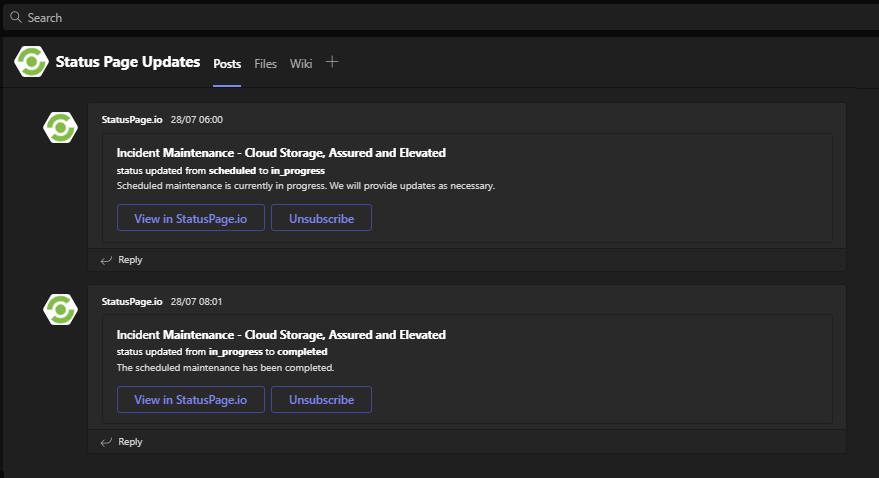 Search
Status Page Updates Posts Files Wiki
StatusPage.io 28/07 06:00
Incident Maintenance - Cloud Storage, Assured and Elevated
status updated from scheduled to in_progress
Scheduled maintenance is currently in progress. We will provide updates as necessary.
View in StatusPage.io Unsubscribe
Reply
StatusPage.io 28/07 08:01
Incident Maintenance - Cloud Storage, Assured and Elevated
status updated from in_progress to completed
The scheduled maintenance has been completed.
View in StatusPage.io Unsubscribe
Reply